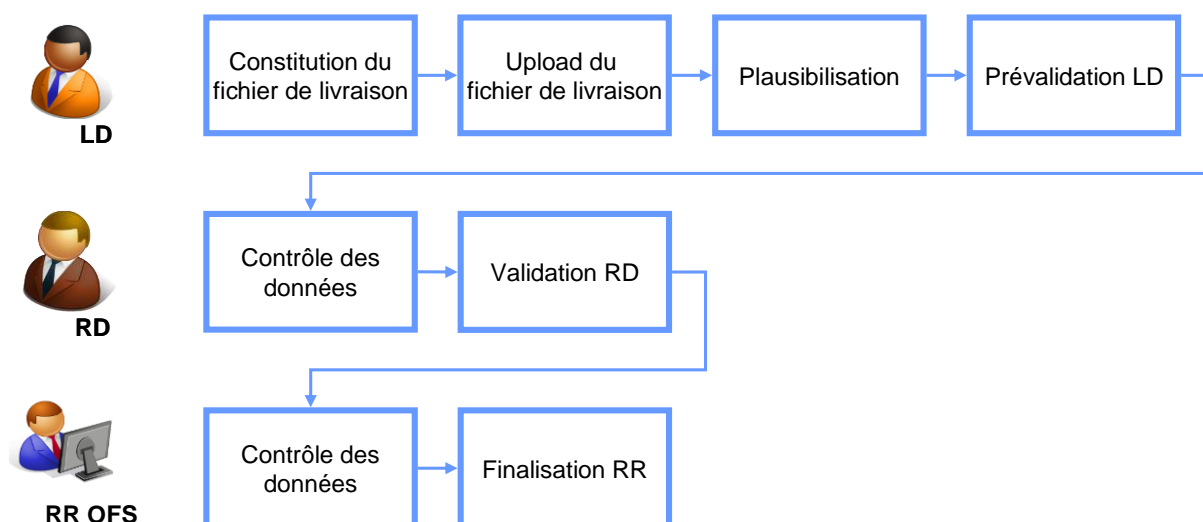 Constitution du
fichier de livraison
Upload du
fichier de livraison
Plausibilisation
Prévalidation LD
LD
Contrôle des
données
Validation RD
RD
Contrôle des
données
Finalisation RR
RR OFS